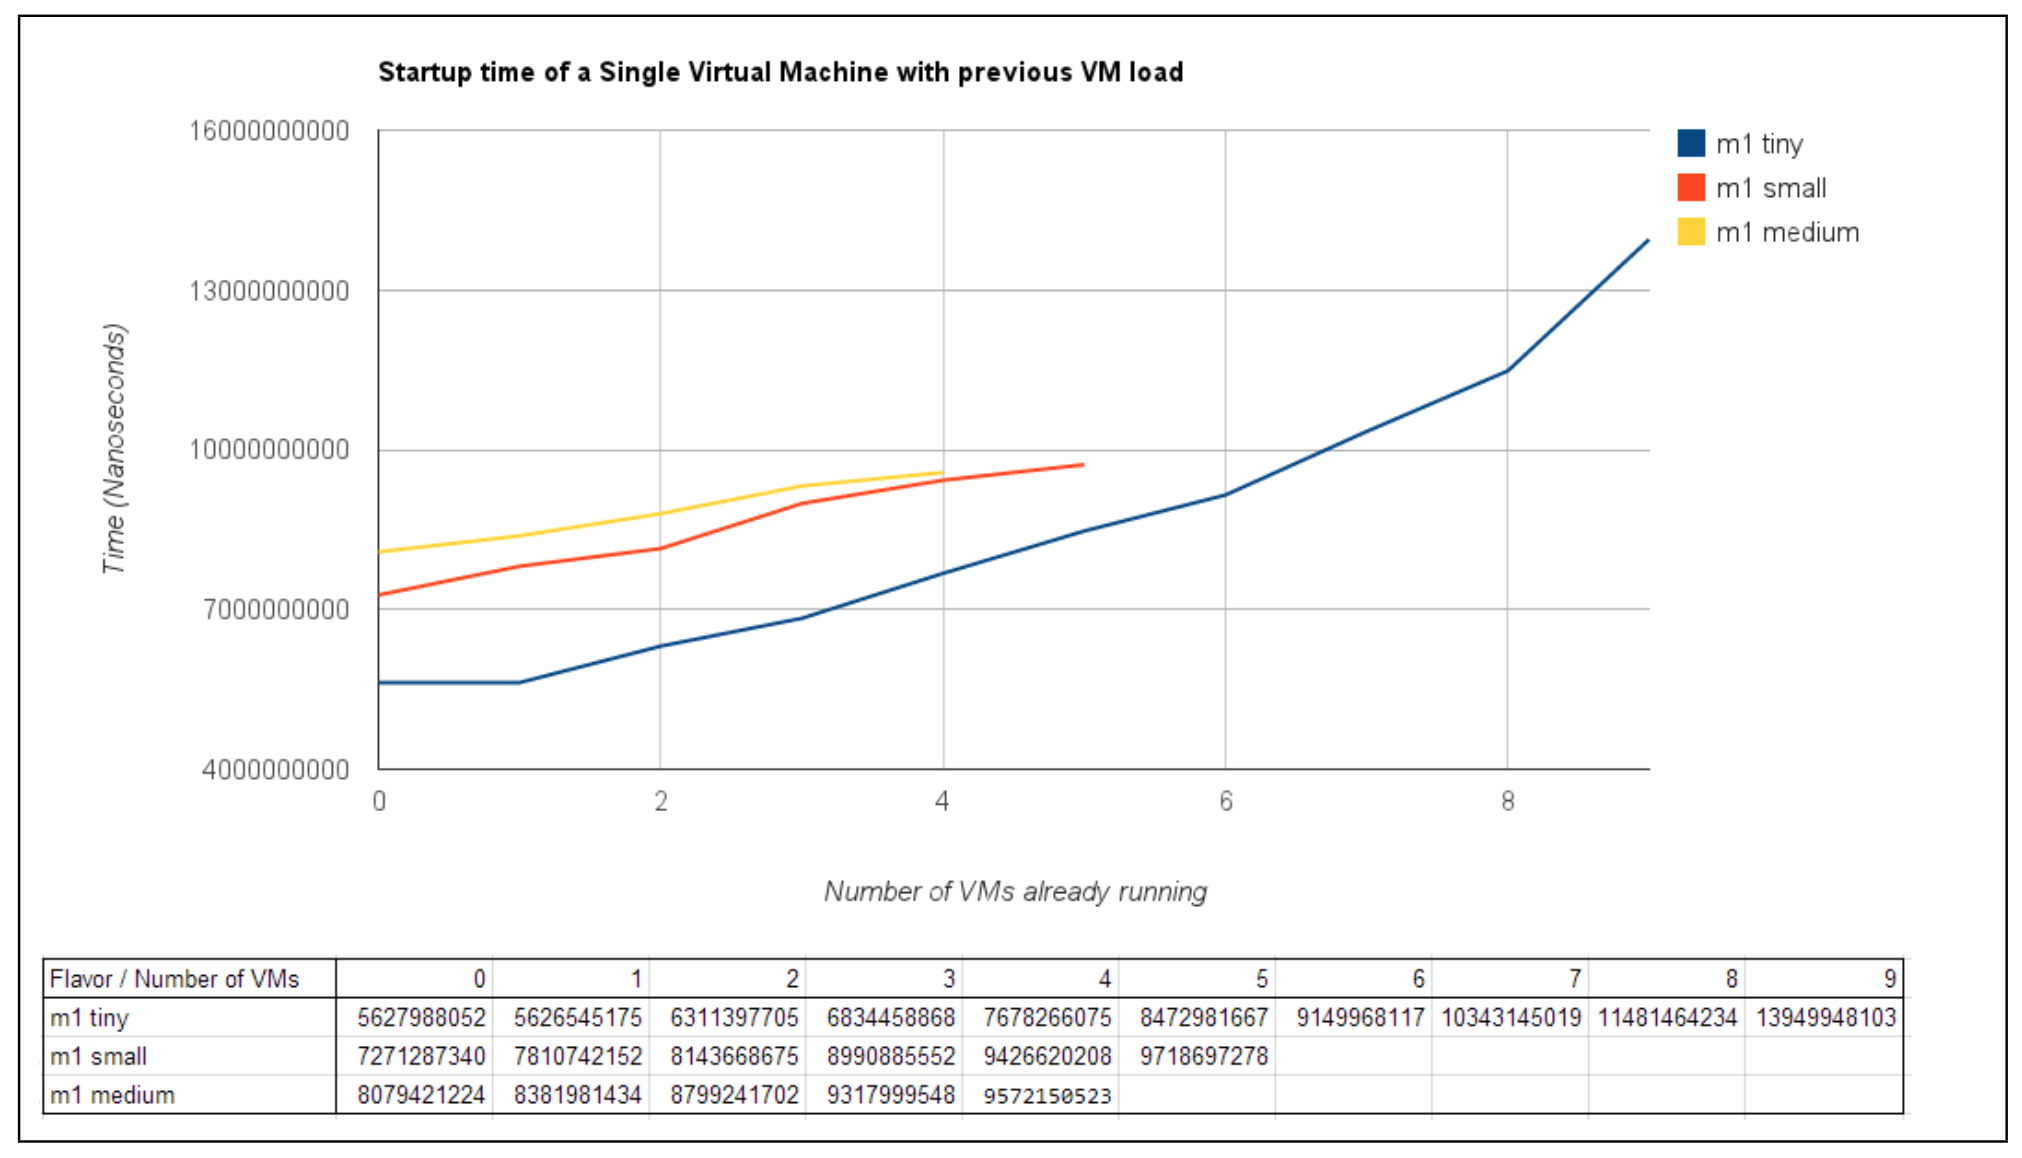 Startup time of a Single Virtual Machine with previous VM load
16000000000
13000000000
10000000000
7000000000
4000000000
Time (Nanoseconds)
m1 tiny
m1 small
m1 medium
0 2 4 6 8
Number of VMs already running
Flavor / Number of VMs 0 1 2 3 4 5 6 7 8 9
m1 tiny 5627988052 5626545175 6311397705 6834458868 7678266075 8472981667 9149968117 10343145019 11481464234 13949948103
m1 small 7271287340 7810742152 8143668675 8990885552 9426620208 9718697278
m1 medium 8079421224 8381981434 8799241702 9317999548 9572150523